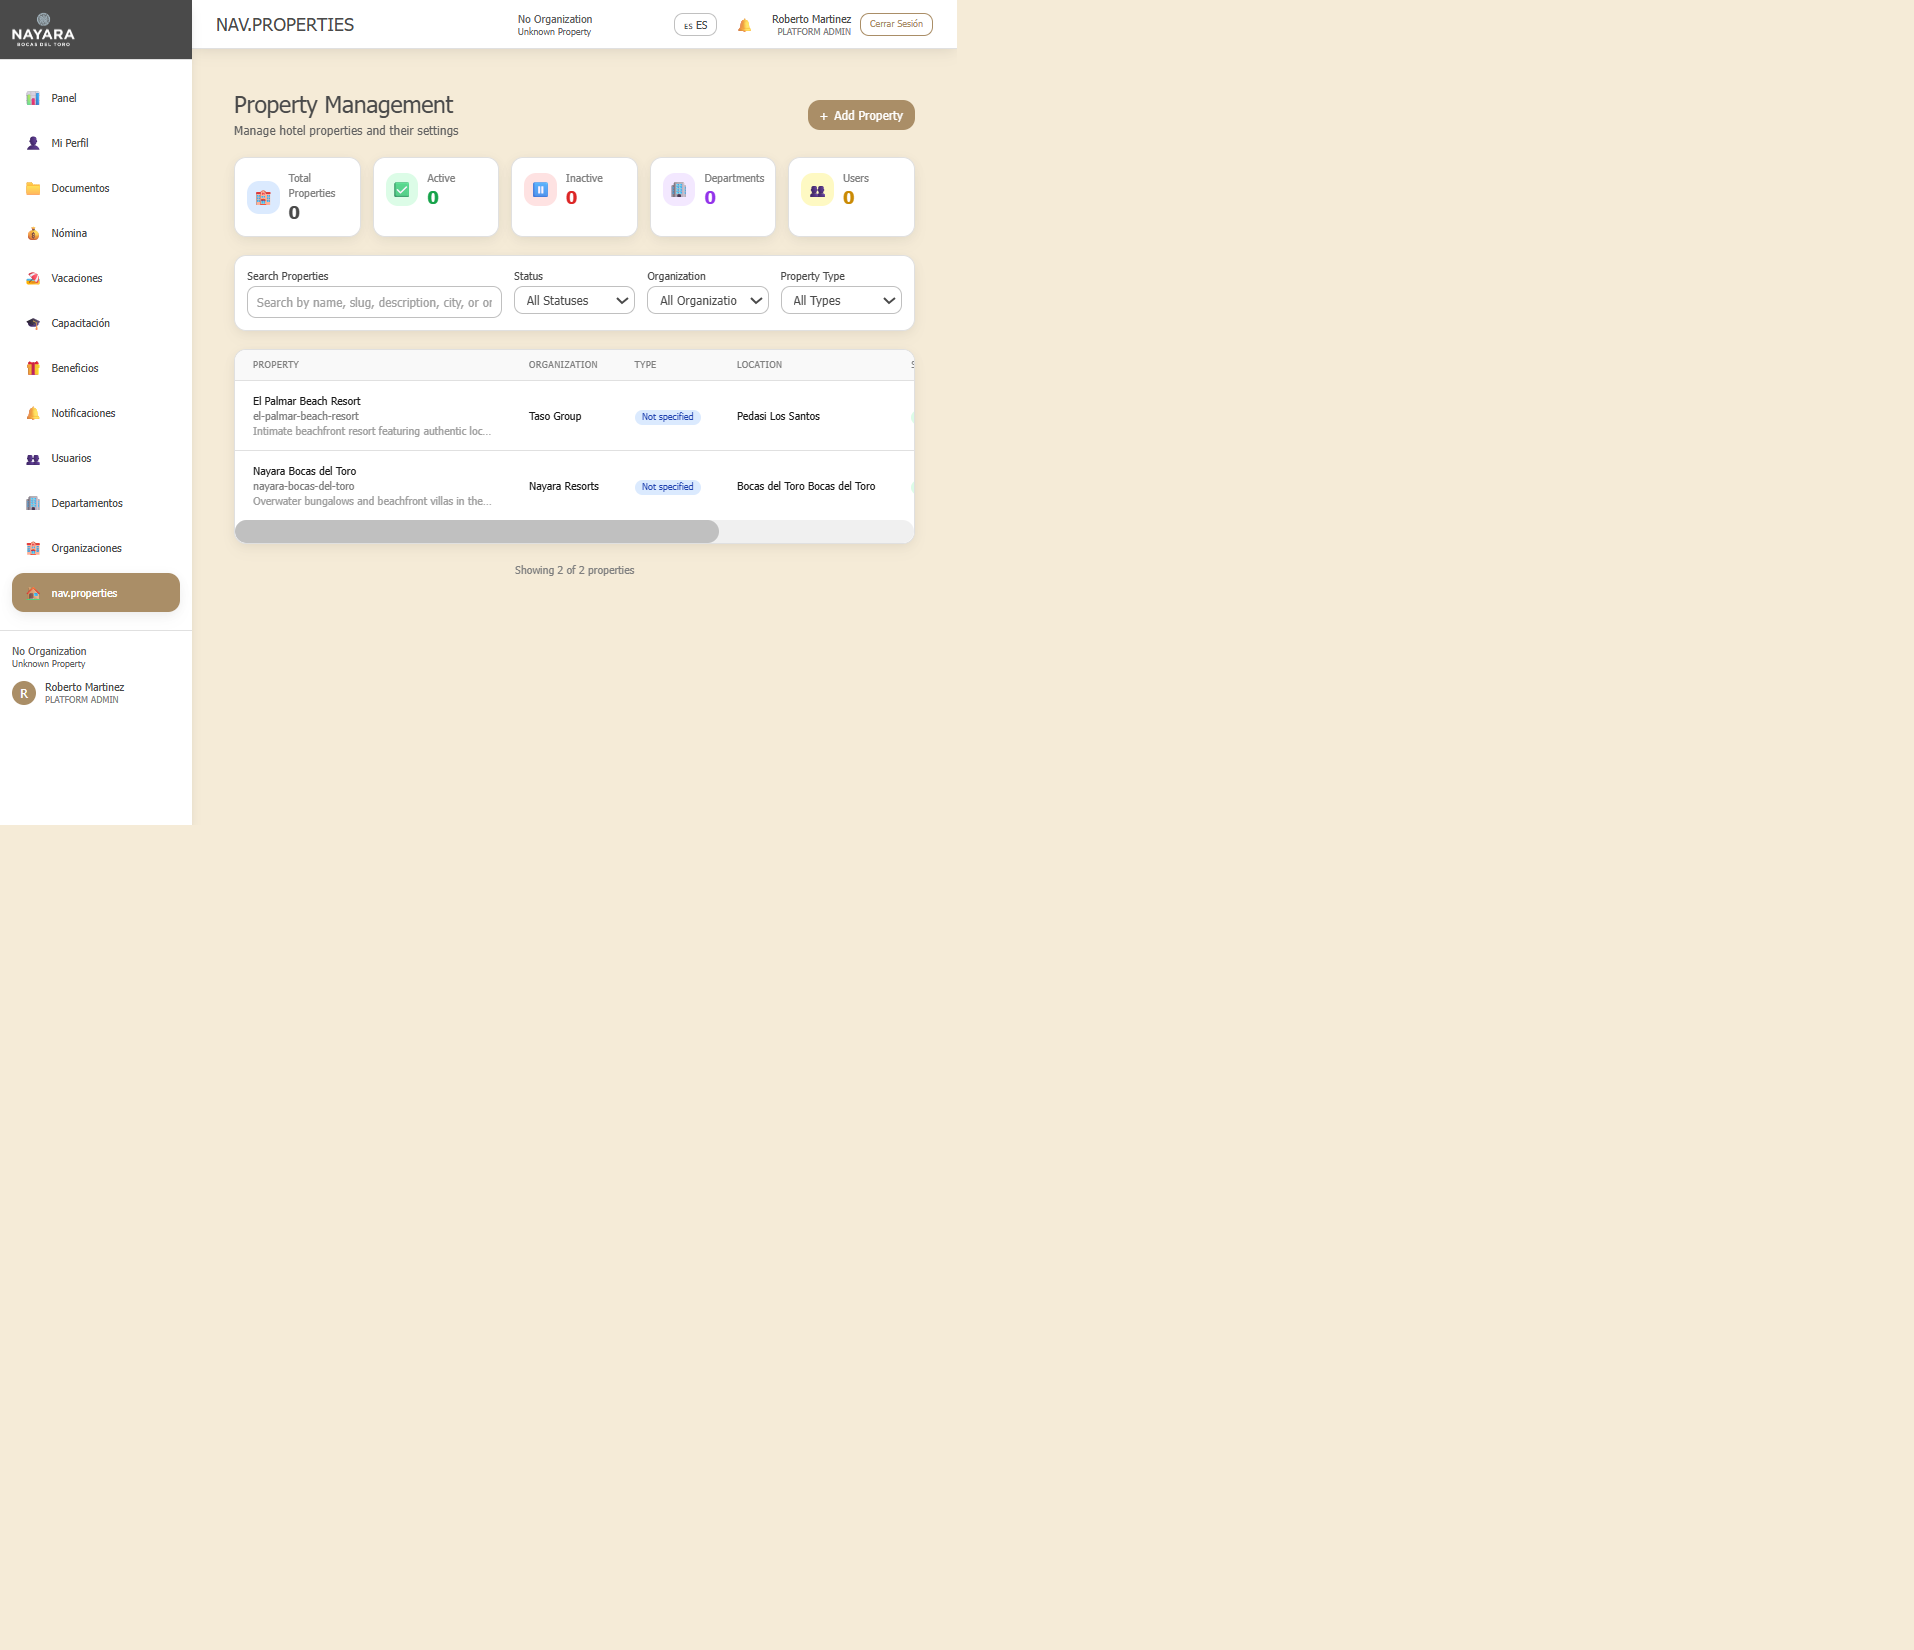 NAYARA
BOCAS DEL TORO
NAV.PROPERTIES
No Organization
Unknown Property
ES ES
Roberto Martinez
PLATFORM ADMIN
Cerrar Sesión
Panel
Mi Perfil
Documentos
Nómina
Vacaciones
Capacitación
Beneficios
Notificaciones
Usuarios
Departamentos
Organizaciones
nav.properties
No Organization
Unknown Property
R
Roberto Martinez
PLATFORM ADMIN
Property Management
Manage hotel properties and their settings
+ Add Property
Total
Properties
0
Active
0
Inactive
0
Departments
0
Users
0
Search Properties
Search by name, slug, description, city, or or
Status
All Statuses
Organization
All Organizatio
Property Type
All Types
PROPERTY ORGANIZATION TYPE LOCATION
El Palmar Beach Resort
el-palmar-beach-resort
Intimate beachfront resort featuring authentic loc...
Taso Group
Not specified
Pedasi Los Santos
Nayara Bocas del Toro
nayara-bocas-del-toro
Overwater bungalows and beachfront villas in the...
Nayara Resorts
Not specified
Bocas del Toro Bocas del Toro
Showing 2 of 2 properties